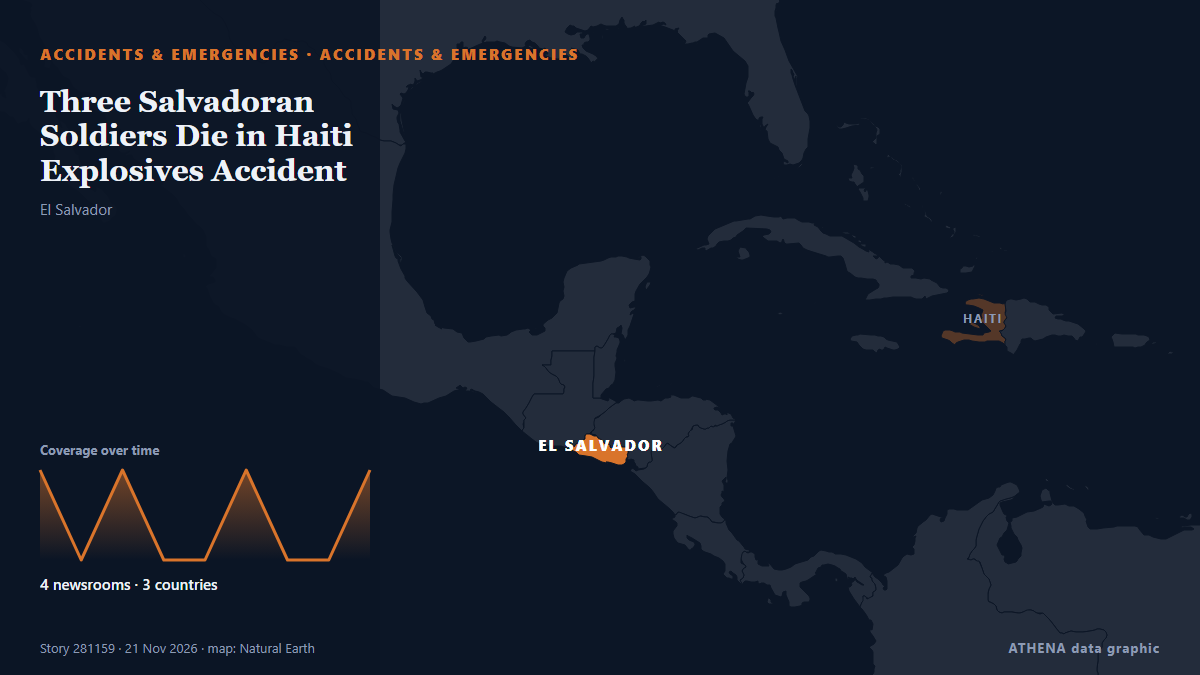 ACCIDENTS & EMERGENCIES · ACCIDENTS & EMERGENCIES
Three Salvadoran
Soldiers Die in Haiti
Explosives Accident
El Salvador
HAITI
EL SALVADOR
Coverage over time
4 newsrooms · 3 countries
Story 281159 · 21 Nov 2026 · map: Natural Earth
ATHENA data graphic